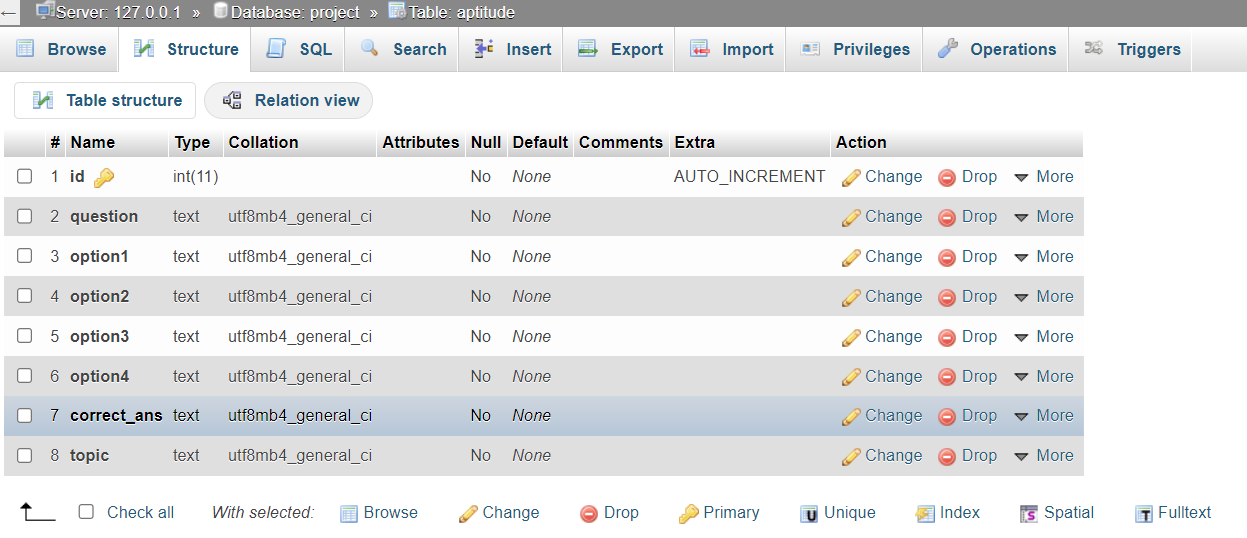 ← Server: 127.0.0.1 » Database: project » Table: aptitude
Browse Structure SQL Search Insert Export Import Privileges Operations Triggers
Table structure Relation view
# Name Type Collation Attributes Null Default Comments Extra Action
1 id int(11) No None AUTO_INCREMENT Change Drop More
2 question text utf8mb4_general_ci No None Change Drop More
3 option1 text utf8mb4_general_ci No None Change Drop More
4 option2 text utf8mb4_general_ci No None Change Drop More
5 option3 text utf8mb4_general_ci No None Change Drop More
6 option4 text utf8mb4_general_ci No None Change Drop More
7 correct_ans text utf8mb4_general_ci No None Change Drop More
8 topic text utf8mb4_general_ci No None Change Drop More
Check all With selected: Browse Change Drop Primary Unique Index Spatial Fulltext